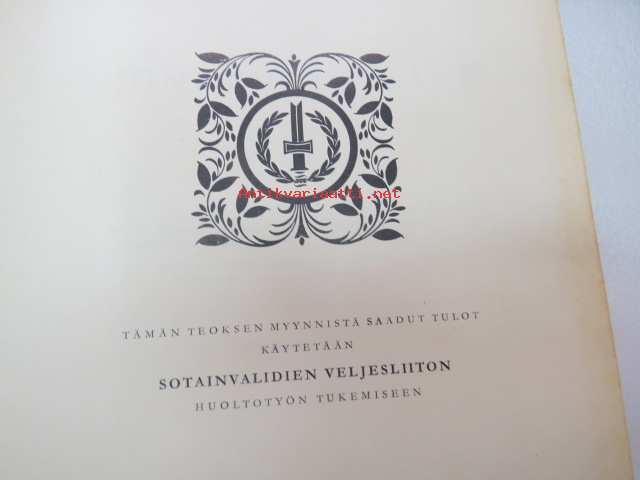 Antikvariaatti.net
TÄMÄN TEOKSEN MYYNNISTÄ SAADUT TULOT
KÄYTETÄÄN
SOTAINVALIDIEN VELJESLIITON
HUOLTOTYÖN TUKEMISEEN